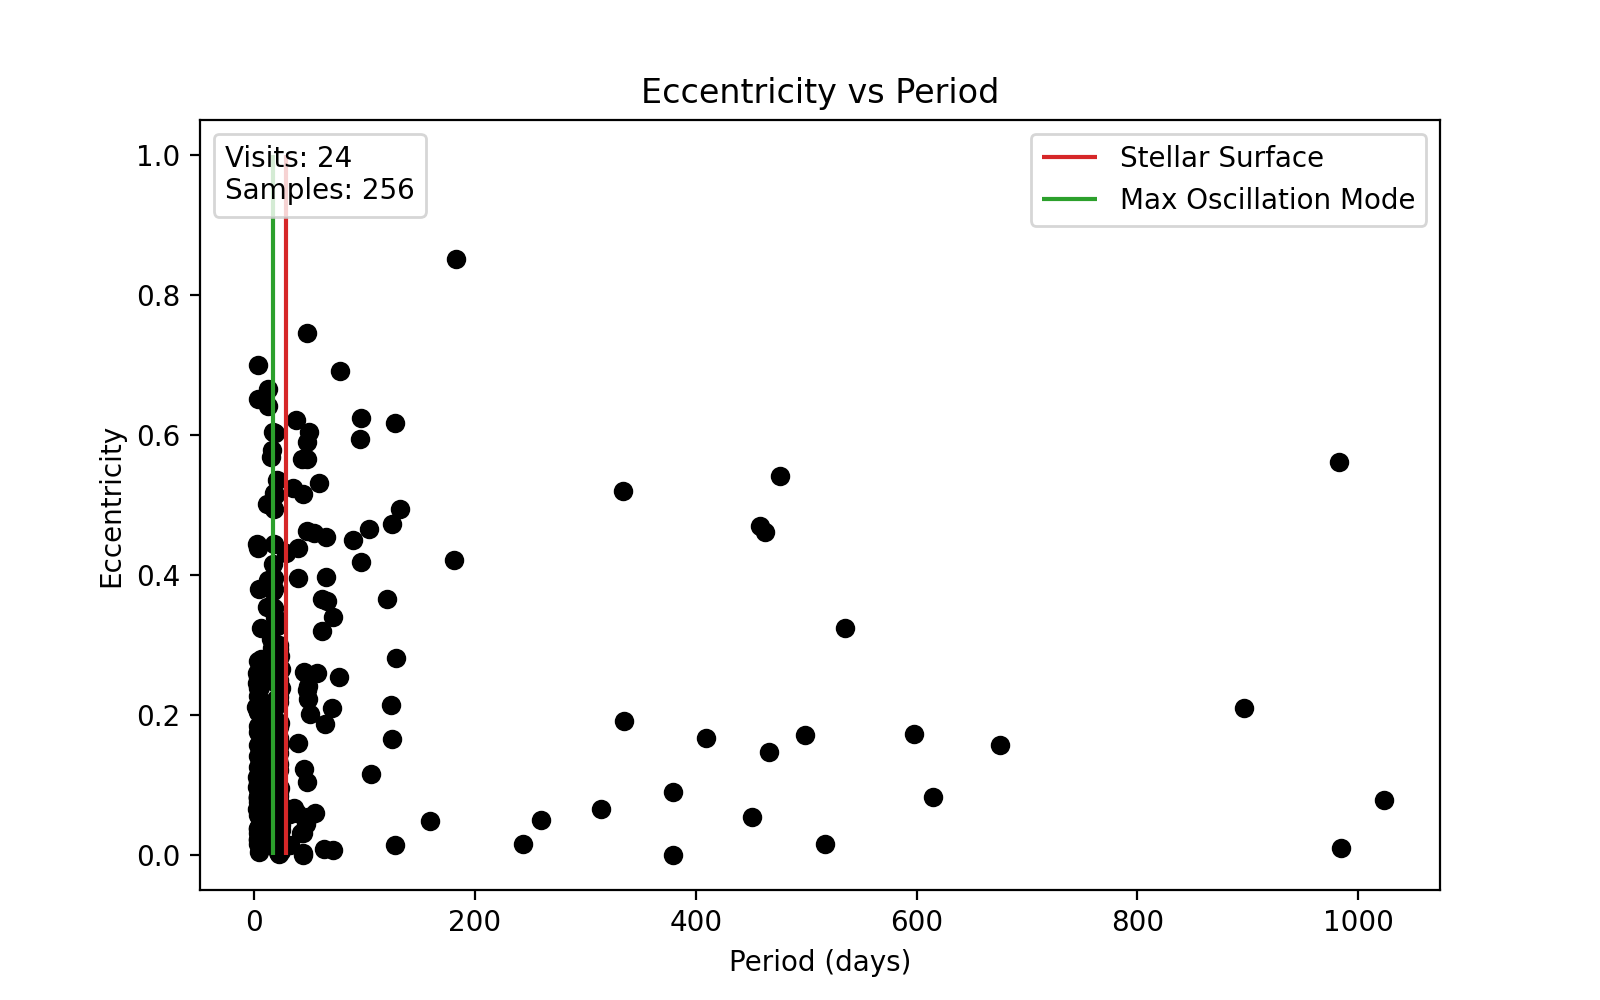 Eccentricity vs Period
Visits: 24
Samples: 256
Stellar Surface
Max Oscillation Mode
1.0
0.8
0.6
0.4
0.2
0.0
Eccentricity
0
200
400
600
800
1000
Period (days)